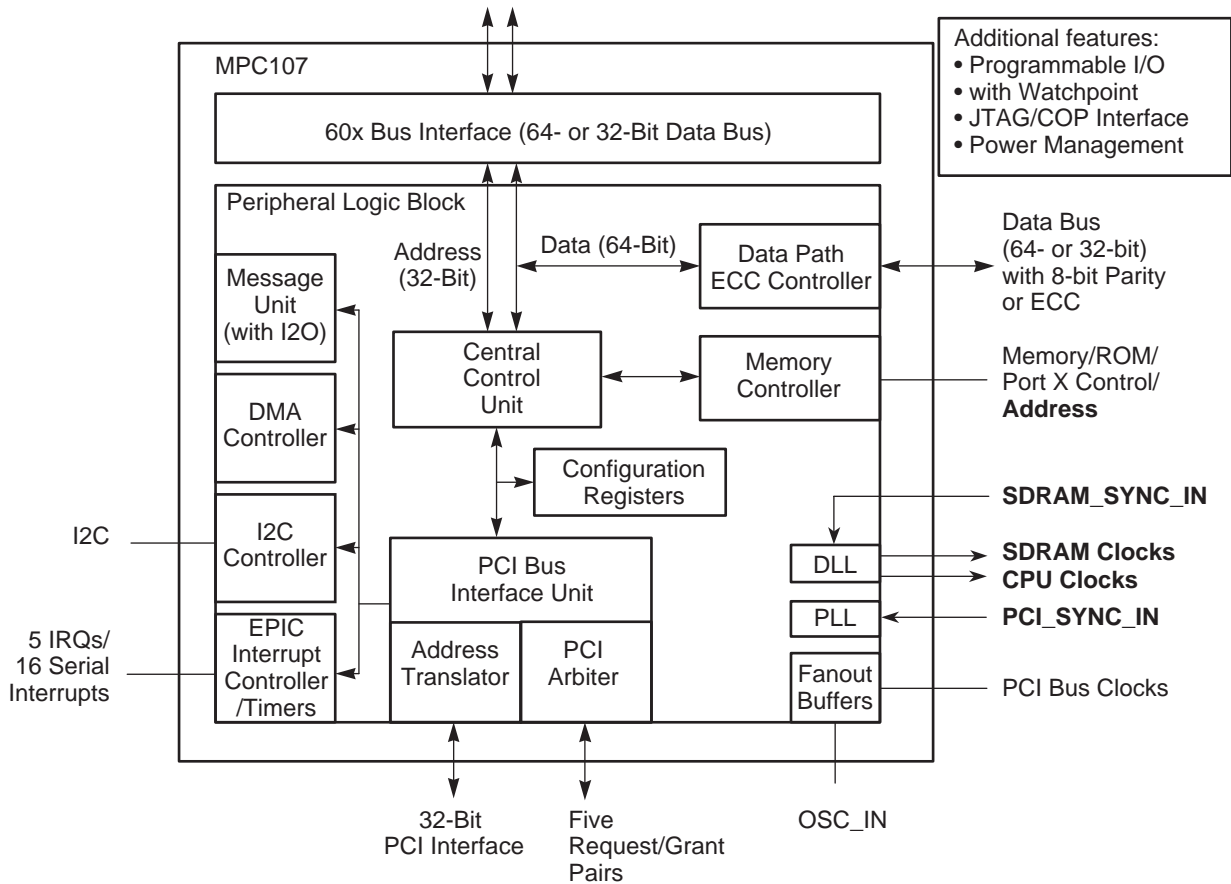 MPC107
Additional features:
• Programmable I/O
• with Watchpoint
• JTAG/COP Interface
• Power Management
60x Bus Interface (64- or 32-Bit Data Bus)
Peripheral Logic Block
Address
(32-Bit)
Data (64-Bit)
Data Path
ECC Controller
Data Bus
(64- or 32-bit)
with 8-bit Parity
or ECC
Message
Unit
(with I2O)
Central
Control
Unit
Memory
Controller
Memory/ROM/
Port X Control/
Address
DMA
Controller
Configuration
Registers
SDRAM_SYNC_IN
I2C
I2C
Controller
PCI Bus
Interface Unit
DLL
SDRAM Clocks
CPU Clocks
PLL
PCI_SYNC_IN
5 IRQs/
16 Serial
Interrupts
EPIC
Interrupt
Controller
/Timers
Address
Translator
PCI
Arbiter
Fanout
Buffers
PCI Bus Clocks
32-Bit
PCI Interface
Five
Request/Grant
Pairs
OSC_IN